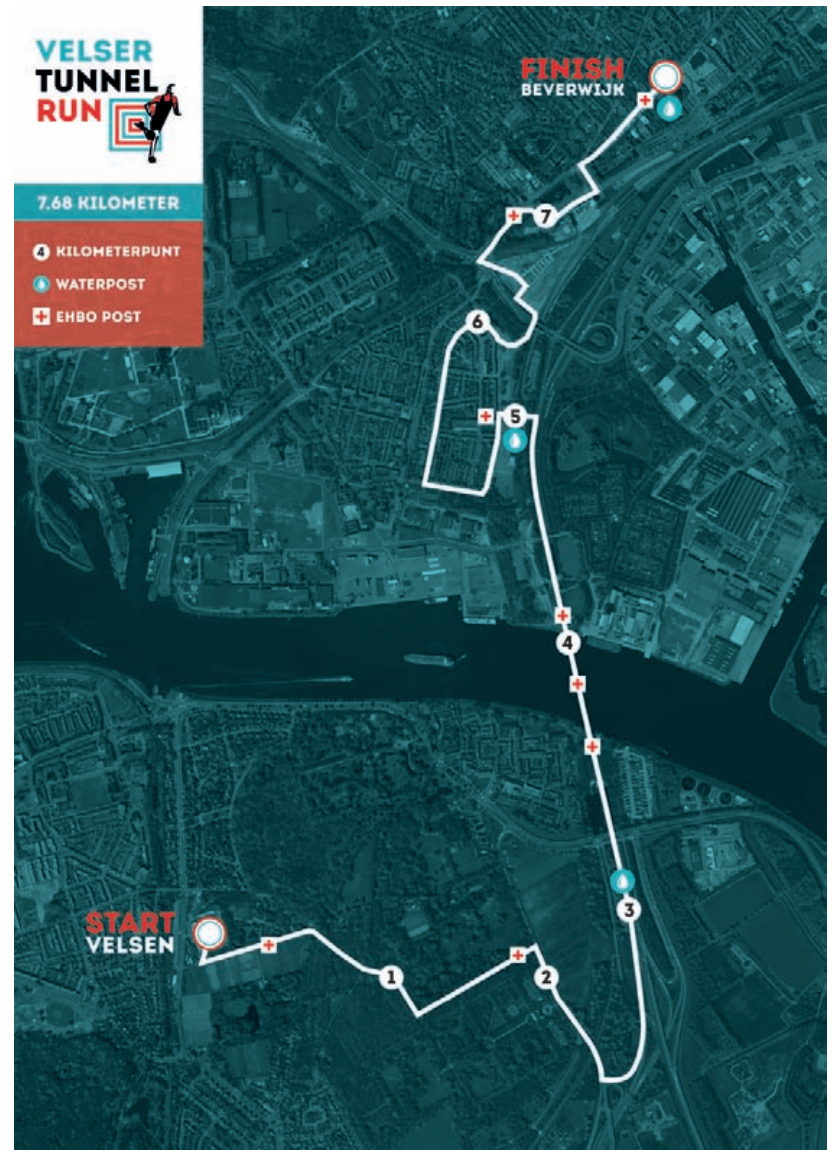 VELSER
TUNNEL
RUN
7,68 KILOMETER
4 KILOMETERPUNT
WATERPOST
EHBO POST
FINISH
BEVERWIJK
7
6
5
4
3
START
VELSEN
1
2